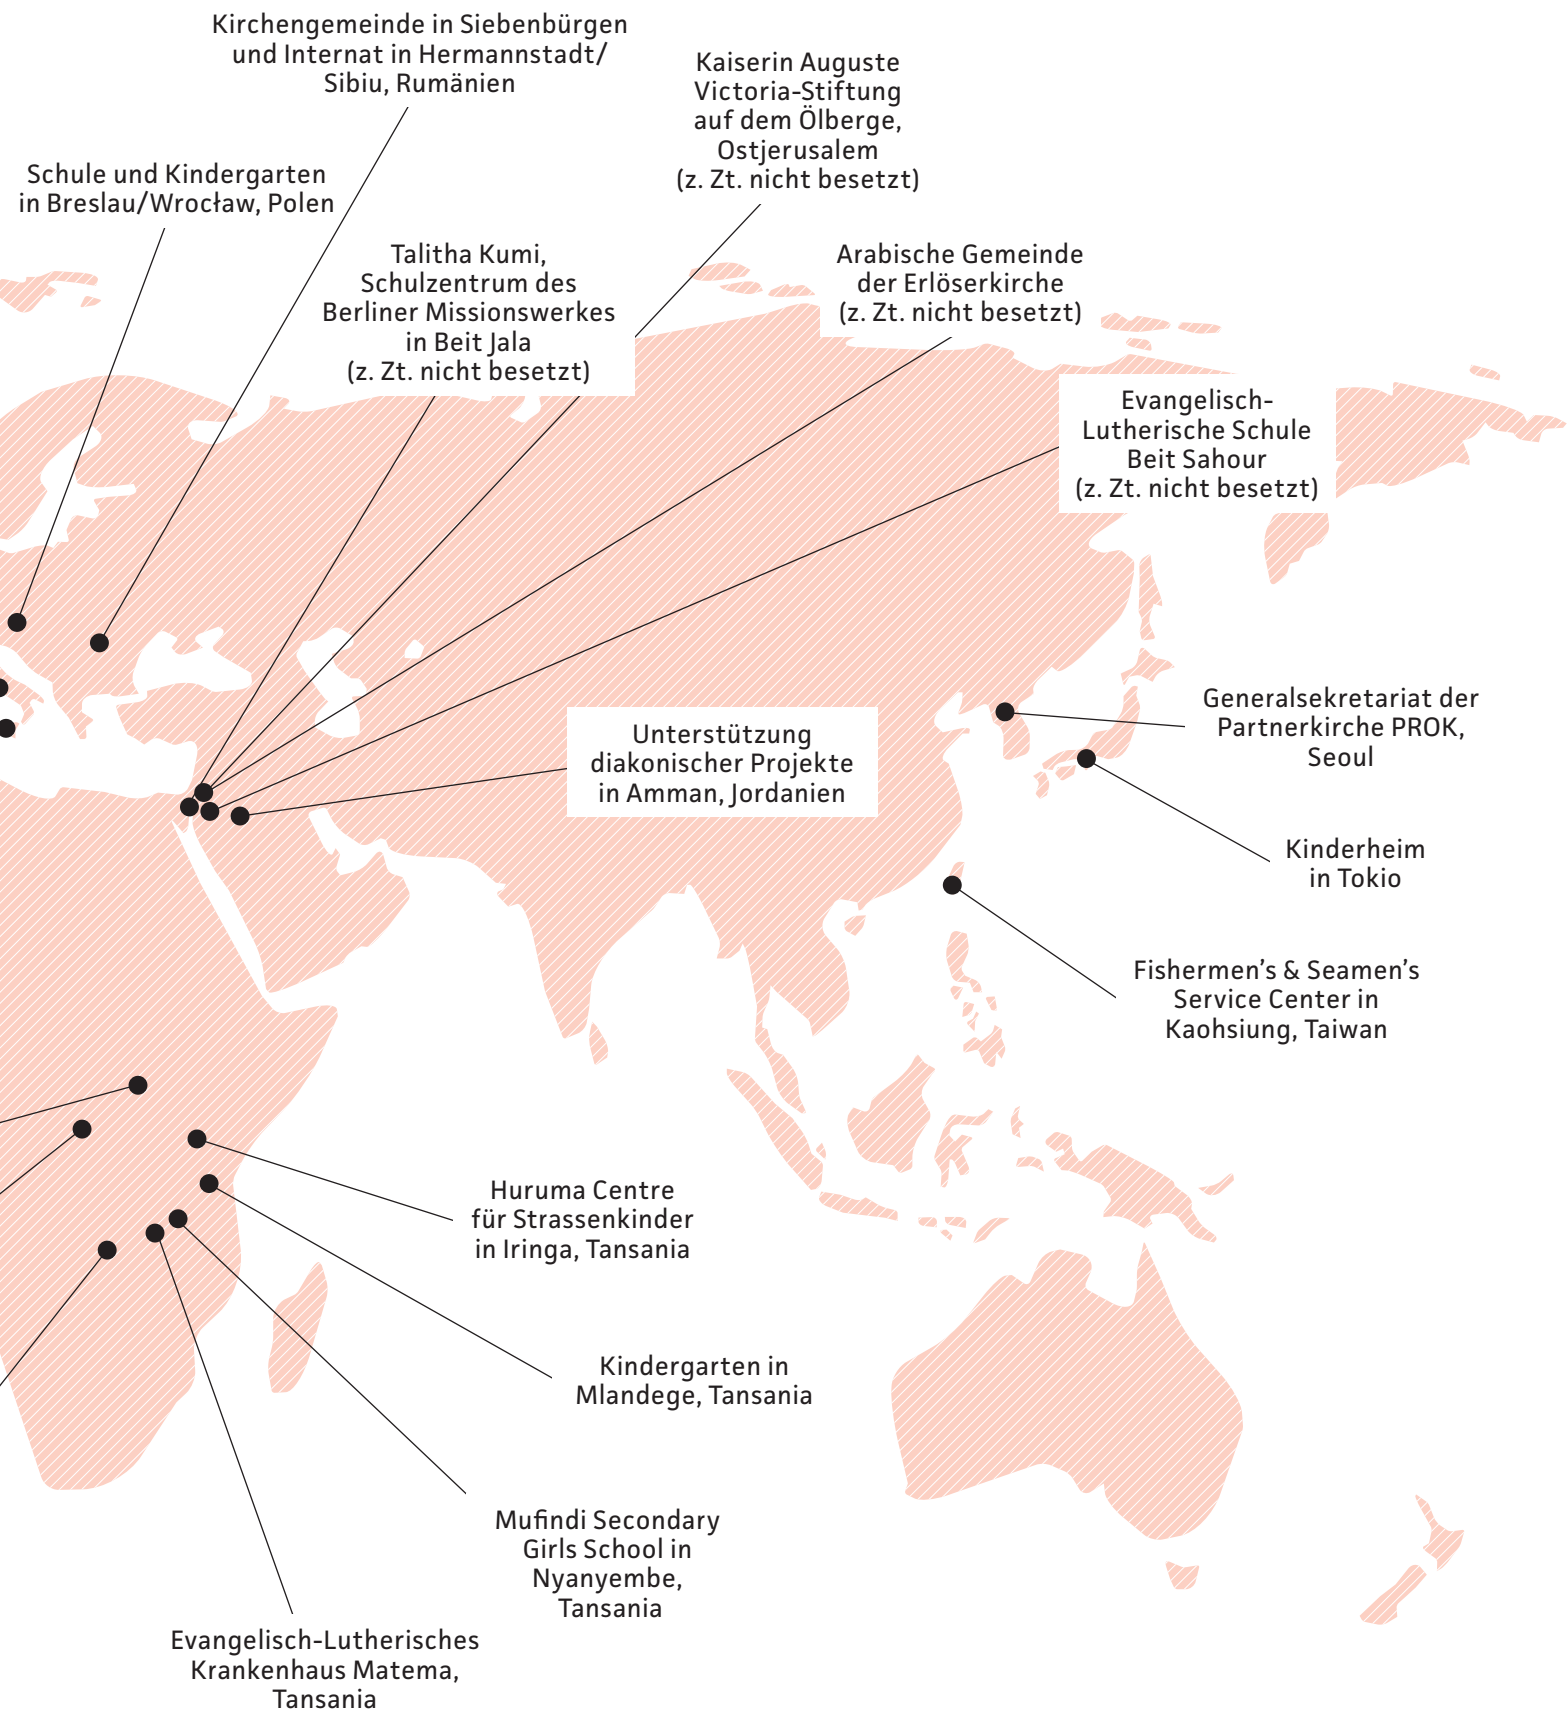 Kirchengemeinde in Siebenbürgen
und Internat in Hermannstadt/
Sibiu, Rumänien
Kaiserin Auguste
Victoria-Stiftung
auf dem Ölberge,
Ostjerusalem
(z. Zt. nicht besetzt)
Schule und Kindergarten
in Breslau/Wrocław, Polen
Talitha Kumi,
Schulzentrum des
Berliner Missionswerkes
in Beit Jala
(z. Zt. nicht besetzt)
Arabische Gemeinde
der Erlöserkirche
(z. Zt. nicht besetzt)
Evangelisch-
Lutherische Schule
Beit Sahour
(z. Zt. nicht besetzt)
Generalsekretariat der
Partnerkirche PROK,
Seoul
Unterstützung
diakonischer Projekte
in Amman, Jordanien
Kinderheim
in Tokio
Fishermen’s & Seamen’s
Service Center in
Kaohsiung, Taiwan
Huruma Centre
für Strassenkinder
in Iringa, Tansania
Kindergarten in
Mlandege, Tansania
Mufindi Secondary
Girls School in
Nyanyembe,
Tansania
Evangelisch-Lutherisches
Krankenhaus Matema,
Tansania